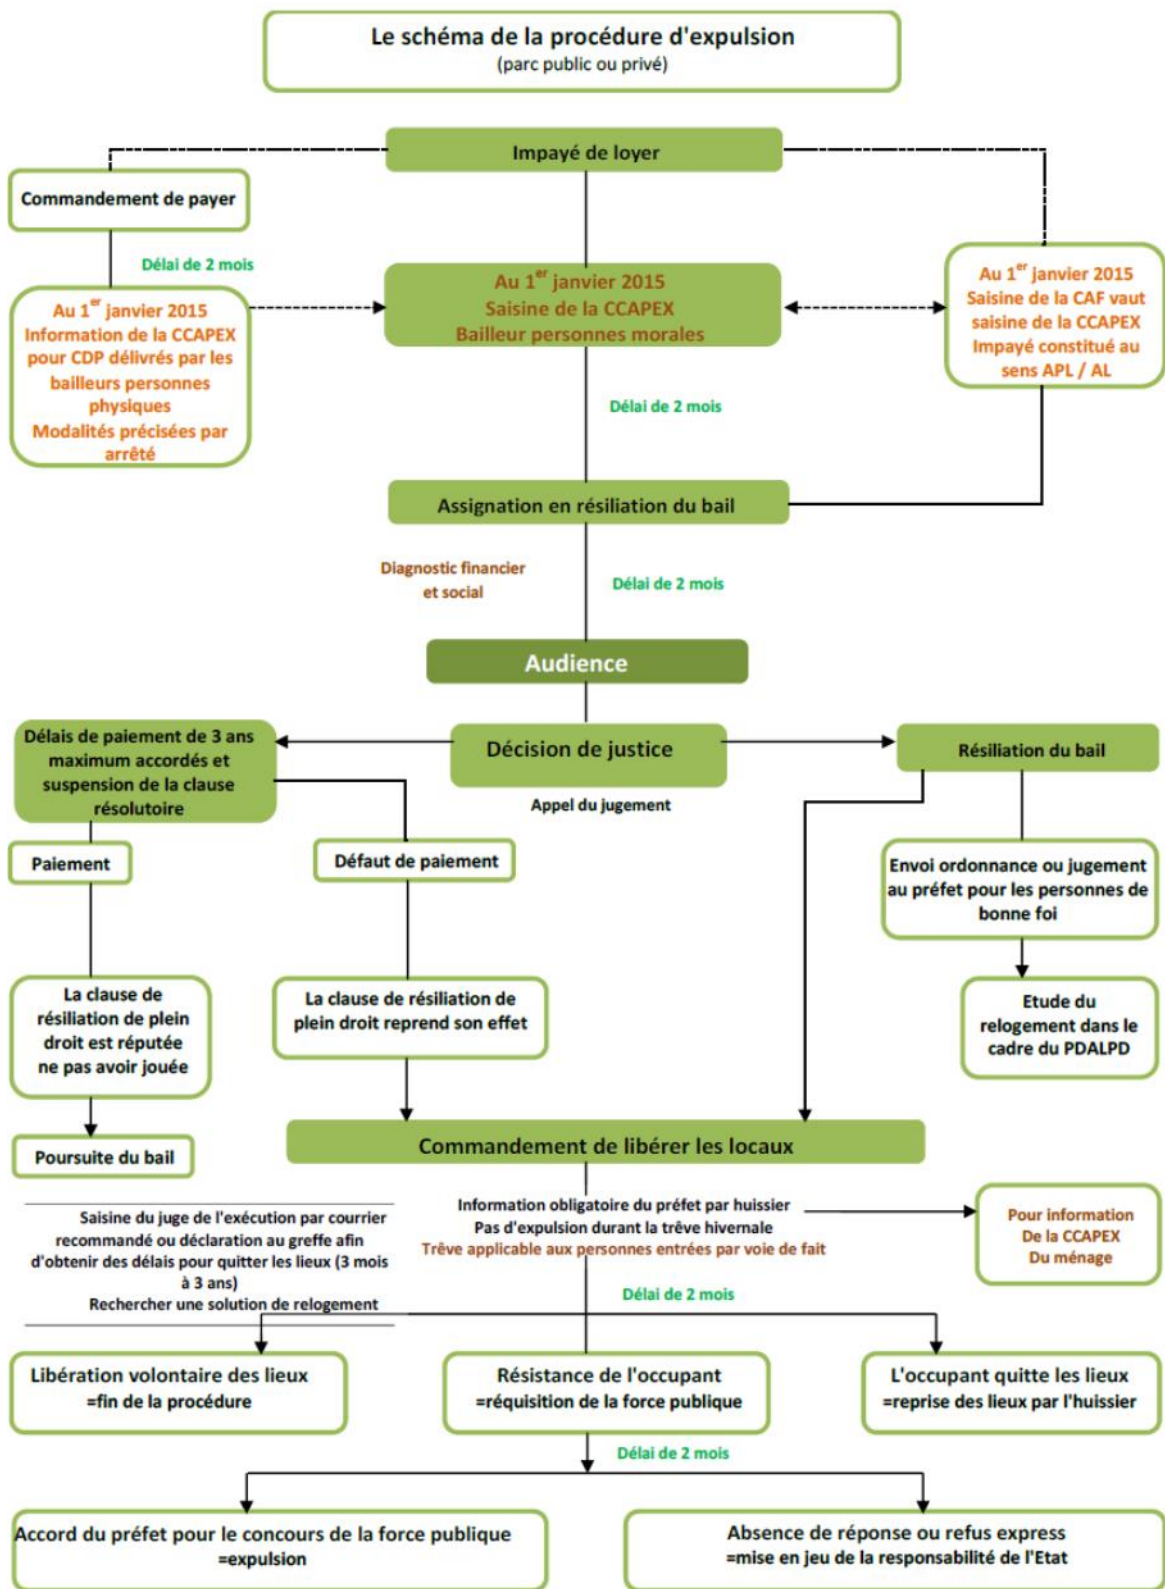 Le schéma de la procédure d'expulsion
(parc public ou privé)
Impayé de loyer
Commandement de payer
Délai de 2 mois
Au 1er janvier 2015
Information de la CCAPEX
pour CDP délivrés par les
bailleurs personnes
physiques
Modalités précisées par
arrêté
Au 1er janvier 2015
Saisine de la CCAPEX
Bailleur personnes morales
Au 1er janvier 2015
Saisine de la CAF vaut
saisine de la CCAPEX
Impayé constitué au
sens APL / AL
Délai de 2 mois
Assignation en résiliation du bail
Diagnostic financier
et social
Délai de 2 mois
Audience
Délais de paiement de 3 ans
maximum accordés et
suspension de la clause
résolutoire
Décision de justice
Résiliation du bail
Appel du jugement
Paiement
Défaut de paiement
Envoi ordonnance ou jugement
au préfet pour les personnes de
bonne foi
La clause de
résiliation de plein
droit est réputée
ne pas avoir jouée
La clause de résiliation de
plein droit reprend son effet
Etude du
relogement dans le
cadre du PDALPD
Poursuite du bail
Commandement de libérer les locaux
Saisine du juge de l'exécution par courrier
recommandé ou déclaration au greffe afin
d'obtenir des délais pour quitter les lieux (3 mois
à 3 ans)
Rechercher une solution de relogement
Information obligatoire du préfet par huissier
Pas d'expulsion durant la trêve hivernale
Trêve applicable aux personnes entrées par voie de fait
Pour information
De la CCAPEX
Du ménage
Délai de 2 mois
Libération volontaire des lieux
=fin de la procédure
Résistance de l'occupant
=réquisition de la force publique
L'occupant quitte les lieux
=reprise des lieux par l'huissier
Délai de 2 mois
Accord du préfet pour le concours de la force publique
=expulsion
Absence de réponse ou refus express
=mise en jeu de la responsabilité de l'Etat